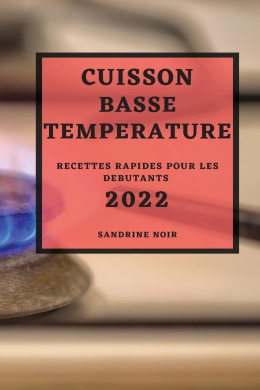 CUISSON
BASSE
TEMPERATURE
RECETTES RAPIDES POUR LES
DEBUTANTS
2022
SANDRINE NOIR